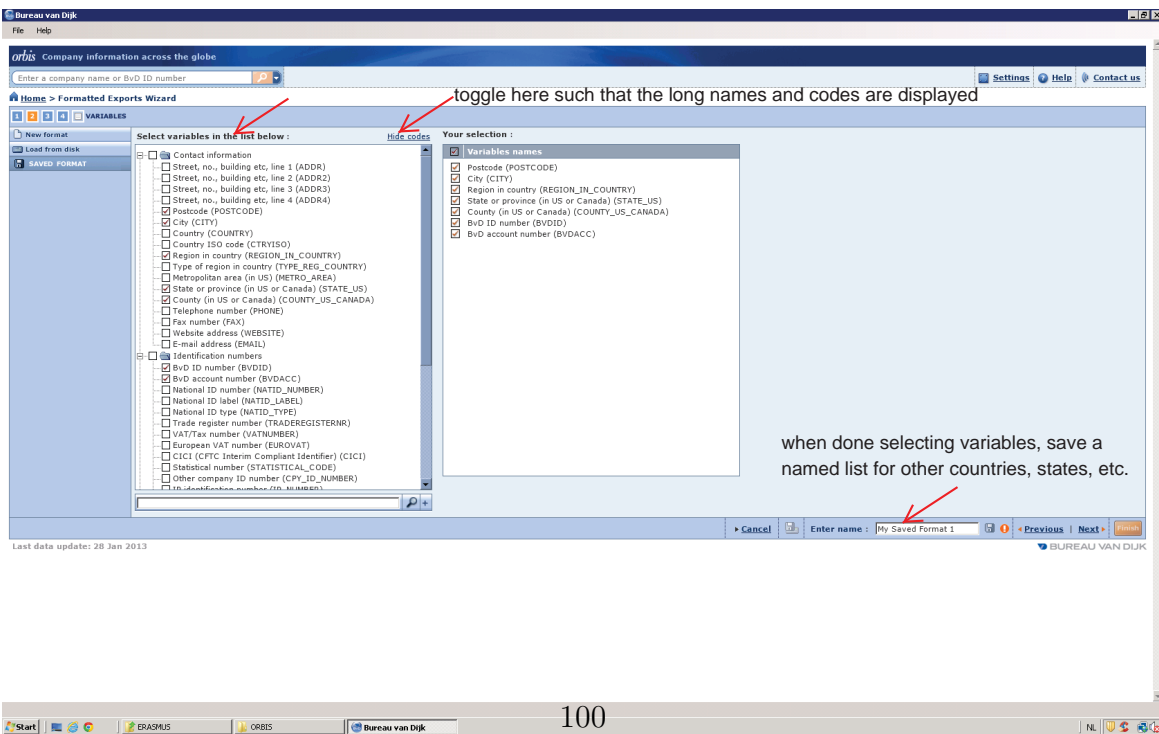 Bureau van Dijk
File Help
orbis Company information across the globe
Enter a company name or BvD ID number
Settings Help Contact us
Home > Formatted Exports Wizard
toggle here such that the long names and codes are displayed
1 2 3 4 VARIABLES
New format
Load from disk
SAVED FORMAT
Select variables in the list below :
Hide codes
Contact information
Street, no., building etc, line 1 (ADDR)
Street, no., building etc, line 2 (ADDR2)
Street, no., building etc, line 3 (ADDR3)
Street, no., building etc, line 4 (ADDR4)
Postcode (POSTCODE)
City (CITY)
Country (COUNTRY)
Country ISO code (CTRYISO)
Region in country (REGION_IN_COUNTRY)
Type of region in country (TYPE_REG_COUNTRY)
Metropolitan area (in US) (METRO_AREA)
State or province (in US or Canada) (STATE_US)
County (in US or Canada) (COUNTY_US_CANADA)
Telephone number (PHONE)
Fax number (FAX)
Website address (WEBSITE)
E-mail address (EMAIL)
Identification numbers
BvD ID number (BVDID)
BvD account number (BVDACC)
National ID number (NATID_NUMBER)
National ID label (NATID_LABEL)
National ID type (NATID_TYPE)
Trade register number (TRADEREGISTERNR)
VAT/Tax number (VATNUMBER)
European VAT number (EUROVAT)
CICI (CFTC Interim Compliant Identifier) (CICI)
Statistical number (STATISTICAL_CODE)
Other company ID number (CPY_ID_NUMBER)
IP identification number (IP_NUMBER)
Your selection :
Variables names
Postcode (POSTCODE)
City (CITY)
Region in country (REGION_IN_COUNTRY)
State or province (in US or Canada) (STATE_US)
County (in US or Canada) (COUNTY_US_CANADA)
BvD ID number (BVDID)
BvD account number (BVDACC)
when done selecting variables, save a
named list for other countries, states, etc.
Cancel Enter name : My Saved Format 1 Previous | Next Finish
Last data update: 28 Jan 2013
BUREAU VAN DIJK
100
Start ERASMUS ORBIS Bureau van Dijk NL